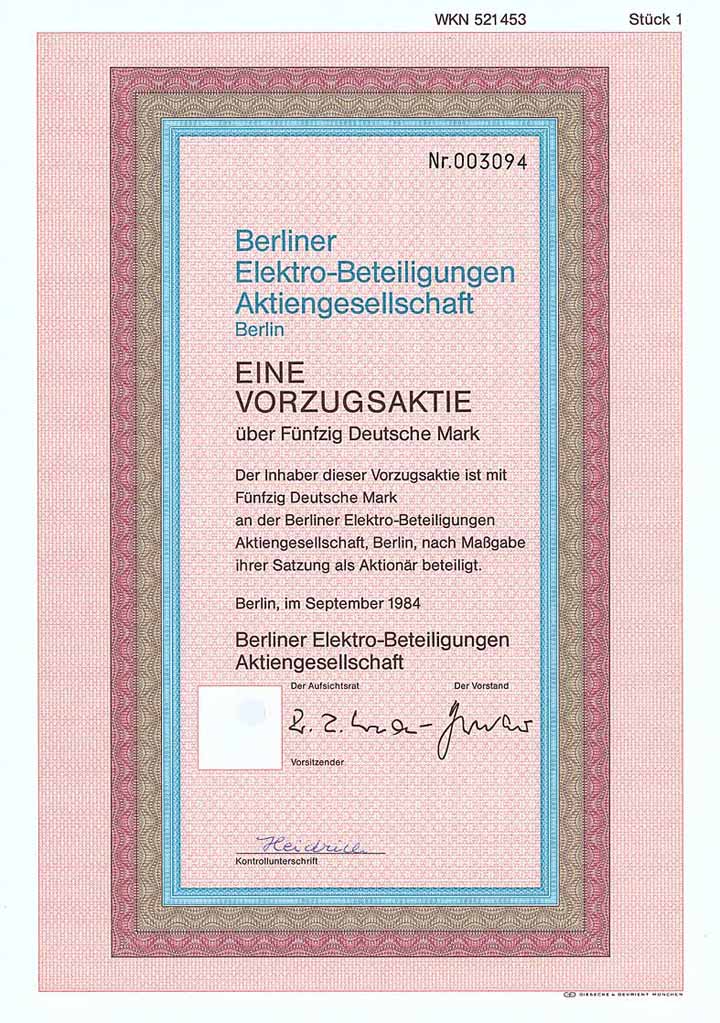 WKN 521453 Stück 1
Nr.003094
Berliner
Elektro-Beteiligungen
Aktiengesellschaft
Berlin
EINE
VORZUGSAKTIE
über Fünfzig Deutsche Mark
Der Inhaber dieser Vorzugsaktie ist mit
Fünfzig Deutsche Mark
an der Berliner Elektro-Beteiligungen
Aktiengesellschaft, Berlin, nach Maßgabe
ihrer Satzung als Aktionär beteiligt.
Berlin, im September 1984
Berliner Elektro-Beteiligungen
Aktiengesellschaft
Der Aufsichtsrat Der Vorstand
Vorsitzender
Heidrich
Kontrollunterschrift
GIESECKE & DEVRIENT MÜNCHEN